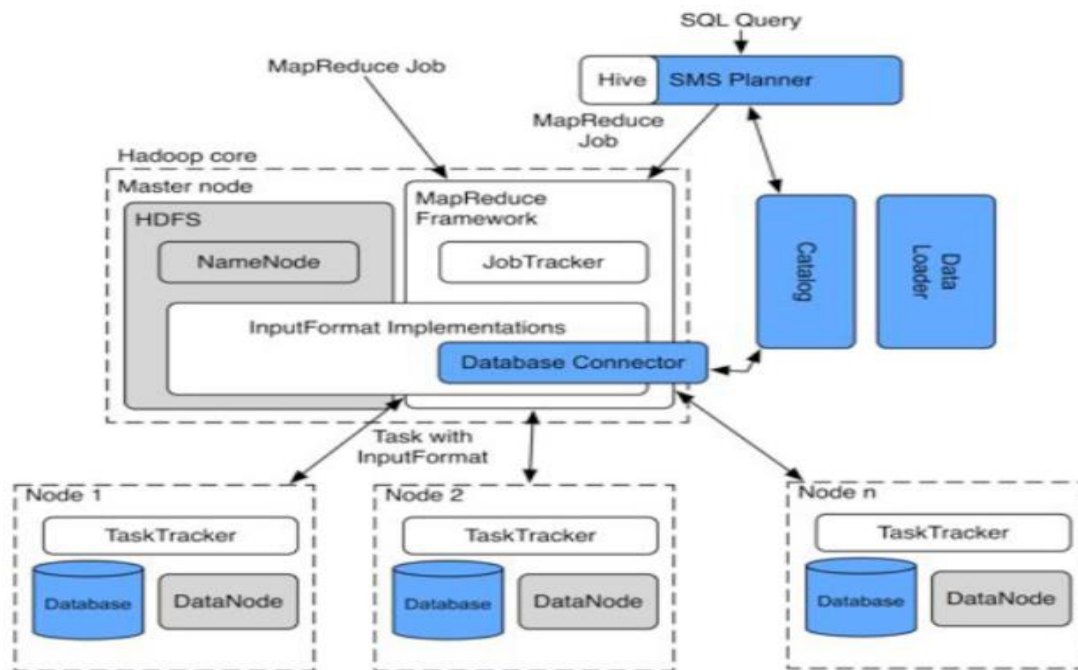 SQL Query
MapReduce Job
Hive SMS Planner
MapReduce
Job
Hadoop core
Master node
HDFS
MapReduce
Framework
NameNode
JobTracker
Catalog
Data
Loader
InputFormat Implementations
Database Connector
Task with
InputFormat
Node 1
TaskTracker
Database
DataNode
Node 2
TaskTracker
Database
DataNode
Node n
TaskTracker
Database
DataNode